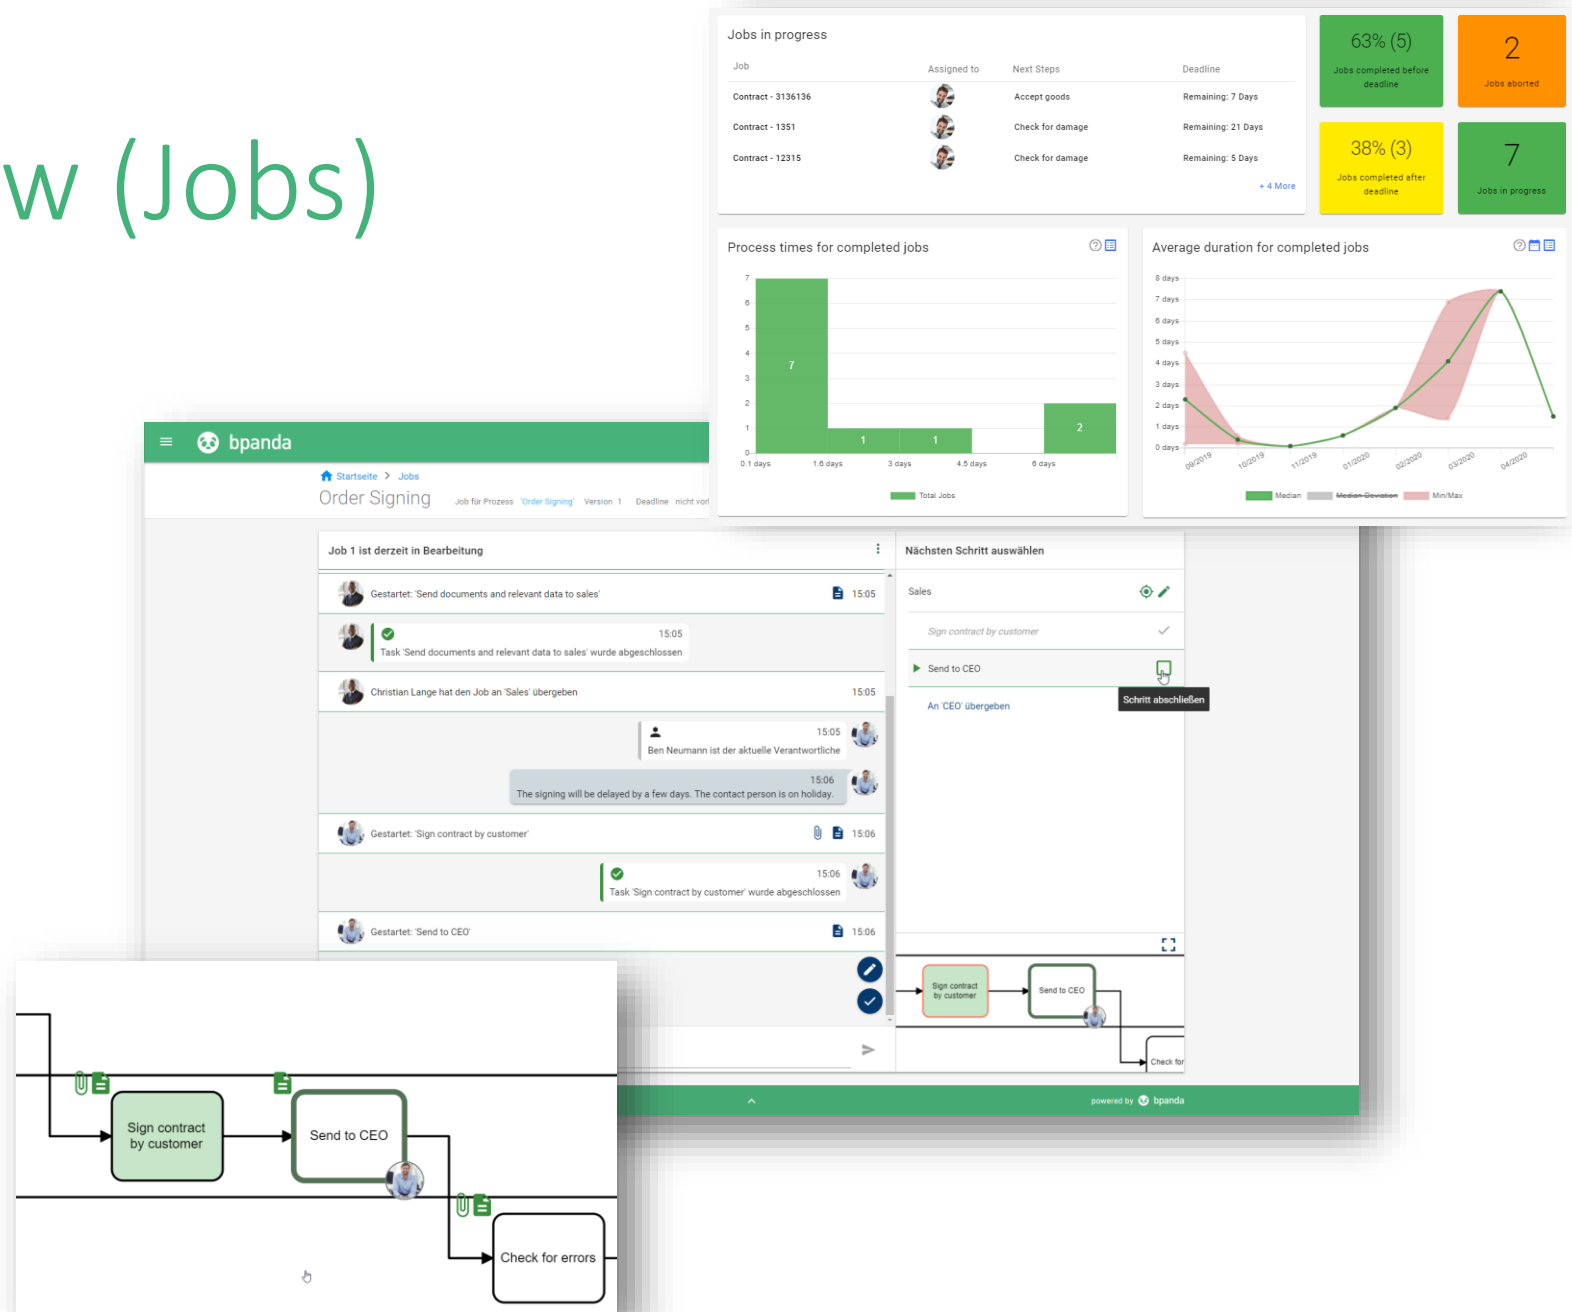 w (Jobs)
Jobs in progress
Job Assigned to Next Steps Deadline
Contract - 3136136 Accept goods Remaining: 7 Days
Contract - 1351 Check for damage Remaining: 21 Days
Contract - 12315 Check for damage Remaining: 5 Days
+ 4 More
63% (5)
Jobs completed before
deadline
2
Jobs aborted
38% (3)
Jobs completed after
deadline
7
Jobs in progress
Process times for completed jobs
7
6
5
4
3
2
1
0
7
1
1
2
0.1 days 1.6 days 3 days 4.5 days 6 days
Total Jobs
Average duration for completed jobs
8 days
7 days
6 days
5 days
4 days
3 days
2 days
1 days
0 days
09/2019 10/2019 11/2019 01/2020 02/2020 03/2020 04/2020
Median Median Deviation Min/Max
bpanda
Startseite > Jobs
Order Signing Job für Prozess 'Order Signing' Version 1 Deadline nicht
Job 1 ist derzeit in Bearbeitung
Gestartet: 'Send documents and relevant data to sales' 15:05
15:05
Task 'Send documents and relevant data to sales' wurde abgeschlossen
Christian Lange hat den Job an 'Sales' übergeben 15:05
15:05
Ben Neumann ist der aktuelle Verantwortliche
15:06
The signing will be delayed by a few days. The contact person is on holiday.
Gestartet: 'Sign contract by customer' 15:06
15:06
Task 'Sign contract by customer' wurde abgeschlossen
Gestartet: 'Send to CEO' 15:06
Nächsten Schritt auswählen
Sales
Sign contract by customer
Send to CEO
Schritt abschließen
An 'CEO' übergeben
Sign contract
by customer
Send to CEO
Check for
powered by bpanda
Sign contract
by customer
Send to CEO
Check for errors